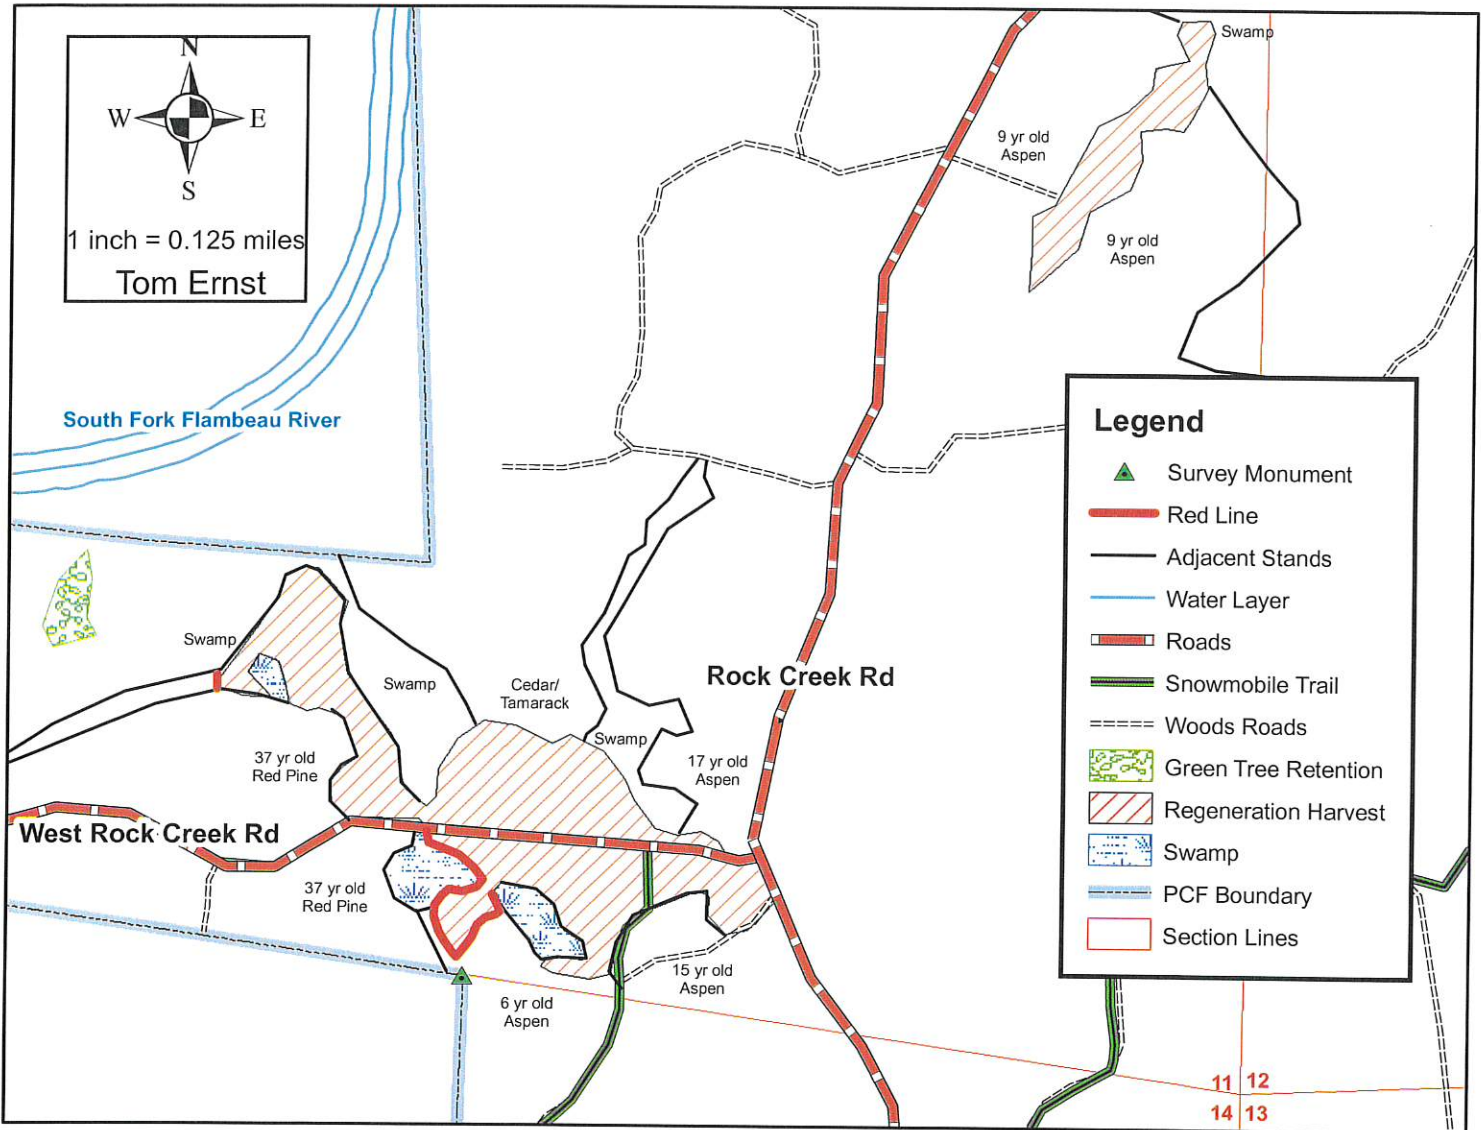 N
W E
S
1 inch = 0.125 miles
Tom Ernst
Swamp
9 yr old
Aspen
9 yr old
Aspen
South Fork Flambeau River
Legend
Survey Monument
Red Line
Adjacent Stands
Water Layer
Roads
Snowmobile Trail
Woods Roads
Green Tree Retention
Regeneration Harvest
Swamp
PCF Boundary
Section Lines
Swamp
Swamp
Cedar/
Tamarack
Rock Creek Rd
Swamp
37 yr old
Red Pine
17 yr old
Aspen
West Rock Creek Rd
37 yr old
Red Pine
15 yr old
Aspen
6 yr old
Aspen
11 12
14 13